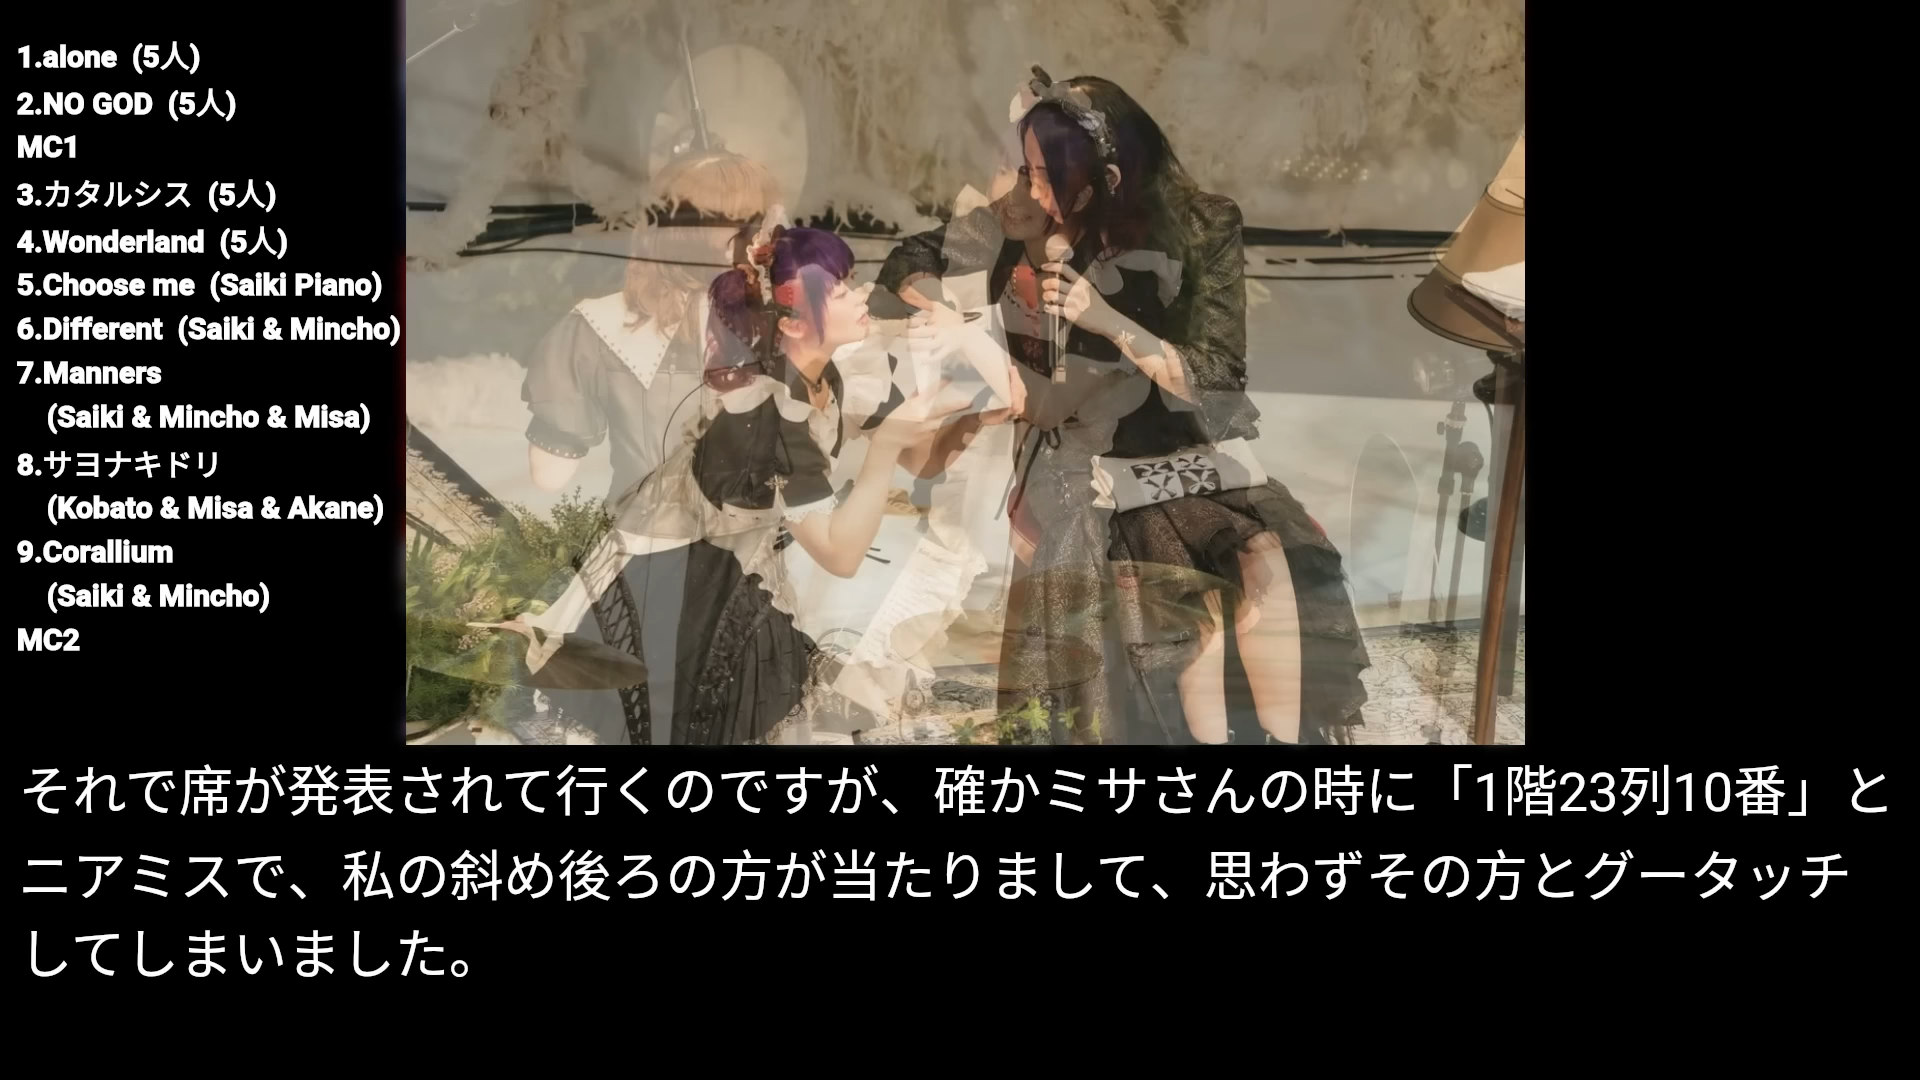 1.alone  (5人)
2.NO GOD  (5人)
MC1
3.カタルシス  (5人)
4.Wonderland  (5人)
5.Choose me  (Saiki Piano)
6.Different  (Saiki & Mincho)
7.Manners
(Saiki & Mincho & Misa)
8.サヨナキドリ
(Kobato & Misa & Akane)
9.Corallium
(Saiki & Mincho)
MC2
それで席が発表されて行くのですが、確かミサさんの時に「1階23列10番」と
ニアミスで、私の斜め後ろの方が当たりまして、思わずその方とグータッチ
してしまいました。